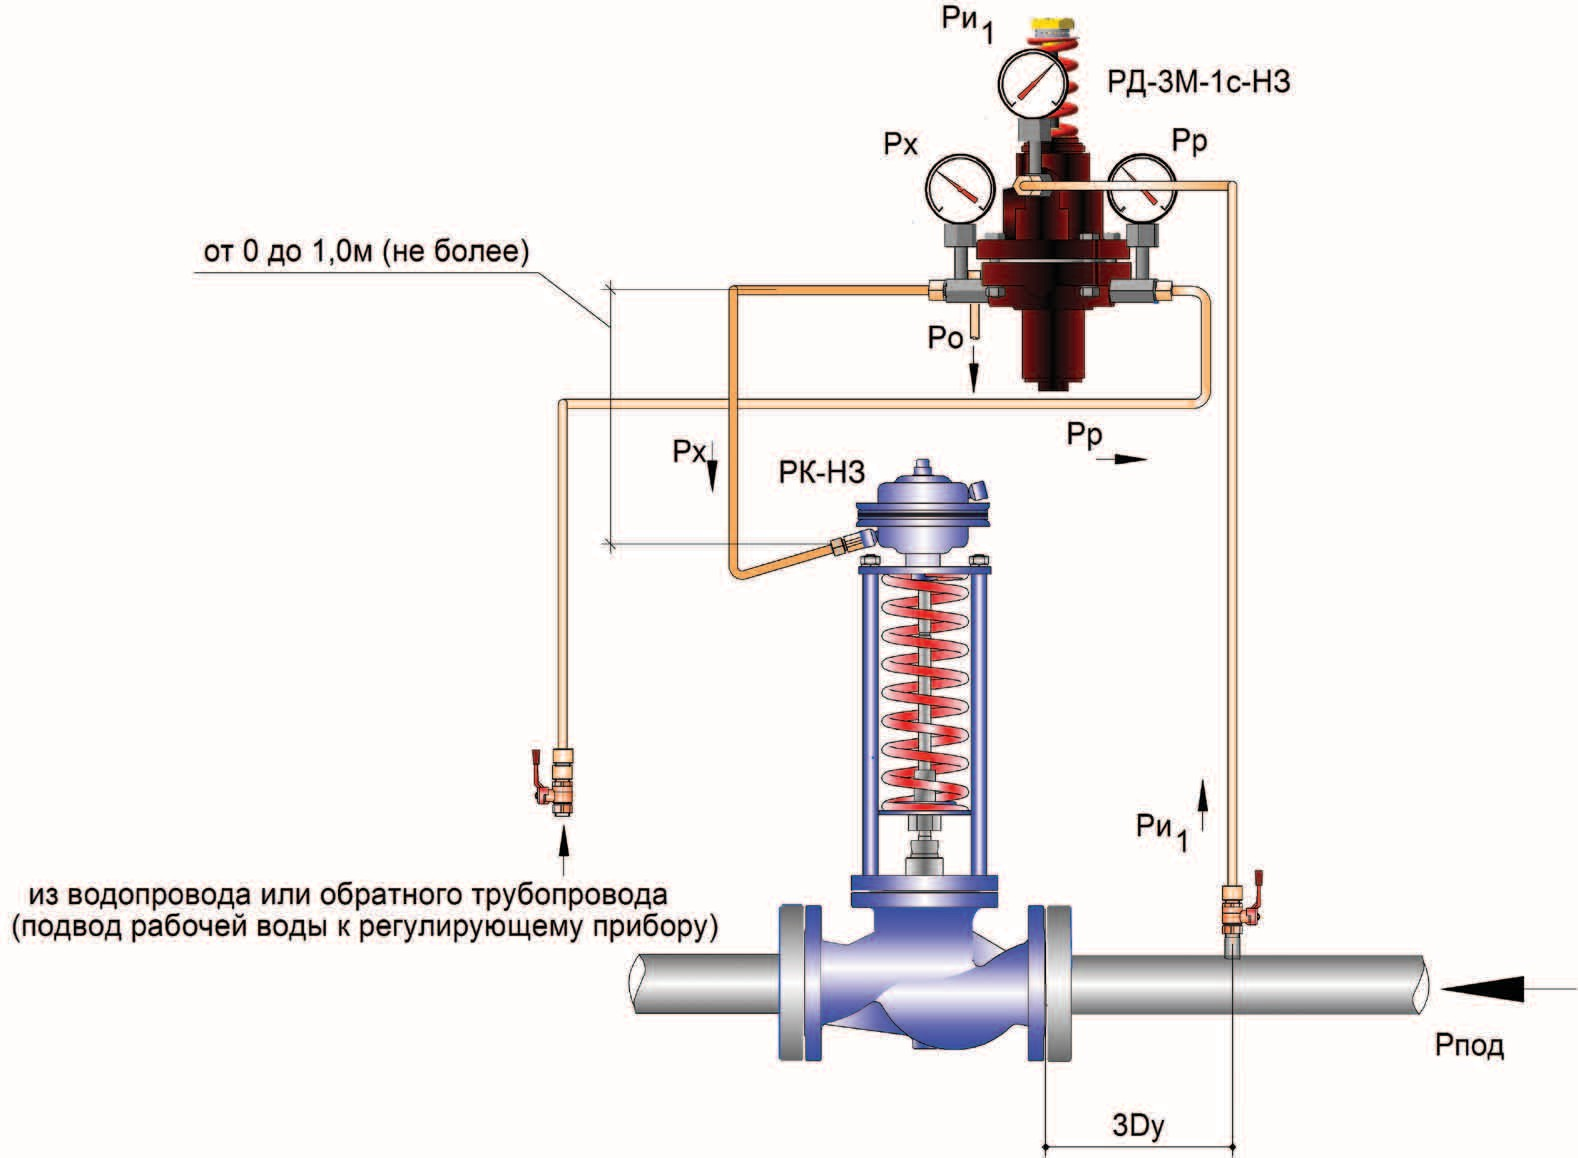 Ри1
РД-3М-1с-НЗ
Рх
Рр
от 0 до 1,0м (не более)
Ро
Рх
Рр
РК-НЗ
Ри1
из водопровода или обратного трубопровода
(подвод рабочей воды к регулирующему прибору)
Рпод
3Dу